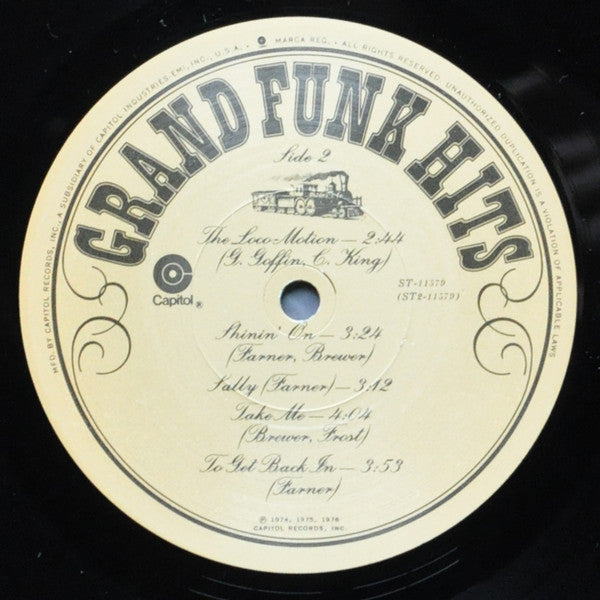 MFD. BY CAPITOL RECORDS, INC., A SUBSIDIARY OF CAPITOL INDUSTRIES-EMI, INC., U.S.A. • MARCA REG. • ALL RIGHTS RESERVED. UNAUTHORIZED DUPLICATION IS A VIOLATION OF APPLICABLE LAWS
GRAND FUNK HITS
Side 2
The Loco-Motion — 2:44
(G. Goffin, C. King)
Capitol®
ST-11579
(ST2-11579)
Shinin' On — 3:24
(Farner, Brewer)
Sally (Farner) — 3:12
Take Me — 4:04
(Brewer, Frost)
To Get Back In — 3:53
(Farner)
℗ 1974, 1975, 1976
CAPITOL RECORDS, INC.